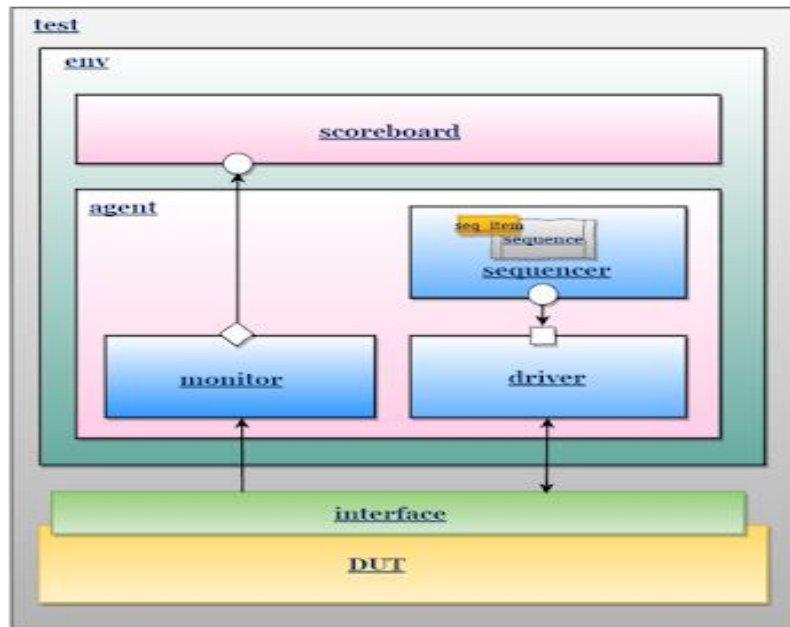 test
env
scoreboard
agent
seq_item
sequence
sequencer
monitor
driver
interface
DUT